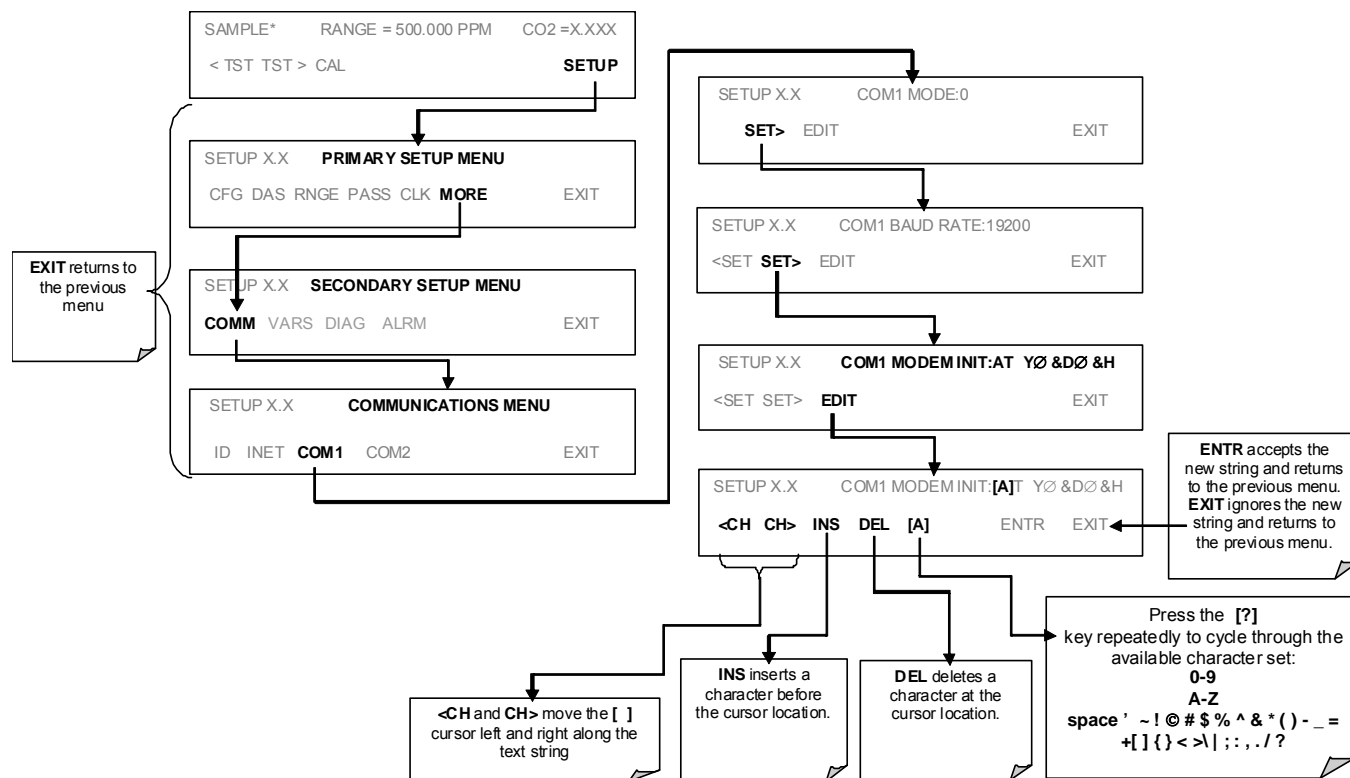 SAMPLE* RANGE = 500.000 PPM CO2 =X.XXX
< TST TST > CAL SETUP
SETUP X.X PRIMARY SETUP MENU
CFG DAS RNGE PASS CLK MORE EXIT
EXIT returns to
the previous
menu
SETUP X.X SECONDARY SETUP MENU
COMM VARS DIAG ALRM EXIT
SETUP X.X COMMUNICATIONS MENU
ID INET COM1 COM2 EXIT
SETUP X.X COM1 MODE:0
SET> EDIT EXIT
SETUP X.X COM1 BAUD RATE:19200
<SET SET> EDIT EXIT
SETUP X.X COM1 MODEM INIT:AT YØ &DØ &H
<SET SET> EDIT EXIT
SETUP X.X COM1 MODEM INIT:[A]T YØ &DØ &H
<CH CH> INS DEL [A] ENTR EXIT
ENTR accepts the
new string and returns
to the previous menu.
EXIT ignores the new
string and returns to
the previous menu.
<CH and CH> move the [ ]
cursor left and right along the
text string
INS inserts a
character before
the cursor location.
DEL deletes a
character at the
cursor location.
Press the [?]
key repeatedly to cycle through the
available character set:
0-9
A-Z
space ' ~ ! © # $ % ^ & * ( ) - _ =
+[ ] { } < >\ | ; : , . / ?